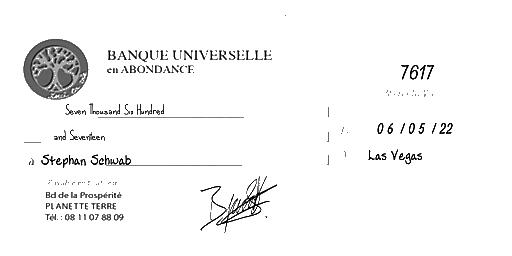 BANQUE UNIVERSELLE
en ABONDANCE
7617
Seven Thousand Six Hundred
and Seventeen
06/05/22
à Stephan Schwab
Las Vegas
Bd de la Prospérité
PLANETTE TERRE
Tél. : 08 11 07 88 09